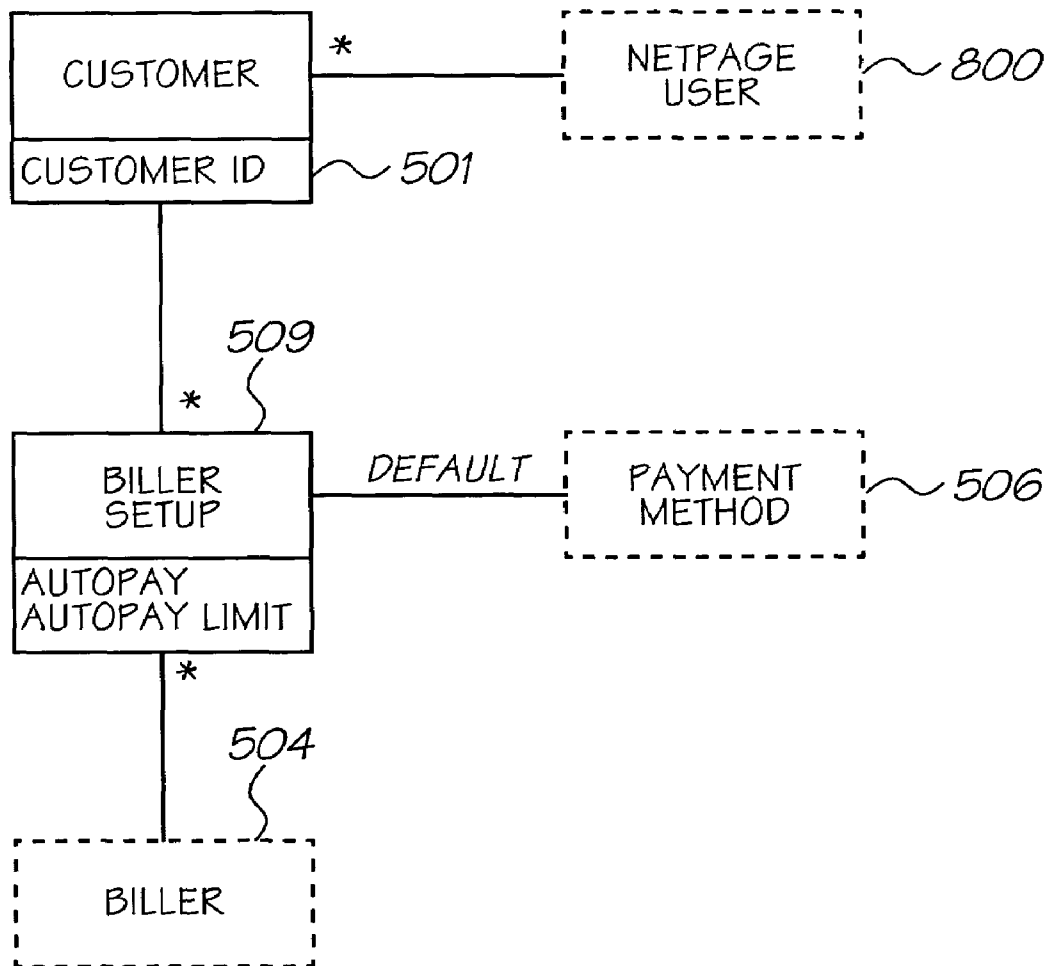 CUSTOMER
*
NETPAGE
USER
800
CUSTOMER ID
501
509
*
BILLER
SETUP
DEFAULT
PAYMENT
METHOD
506
AUTOPAY
AUTOPAY LIMIT
*
504
BILLER